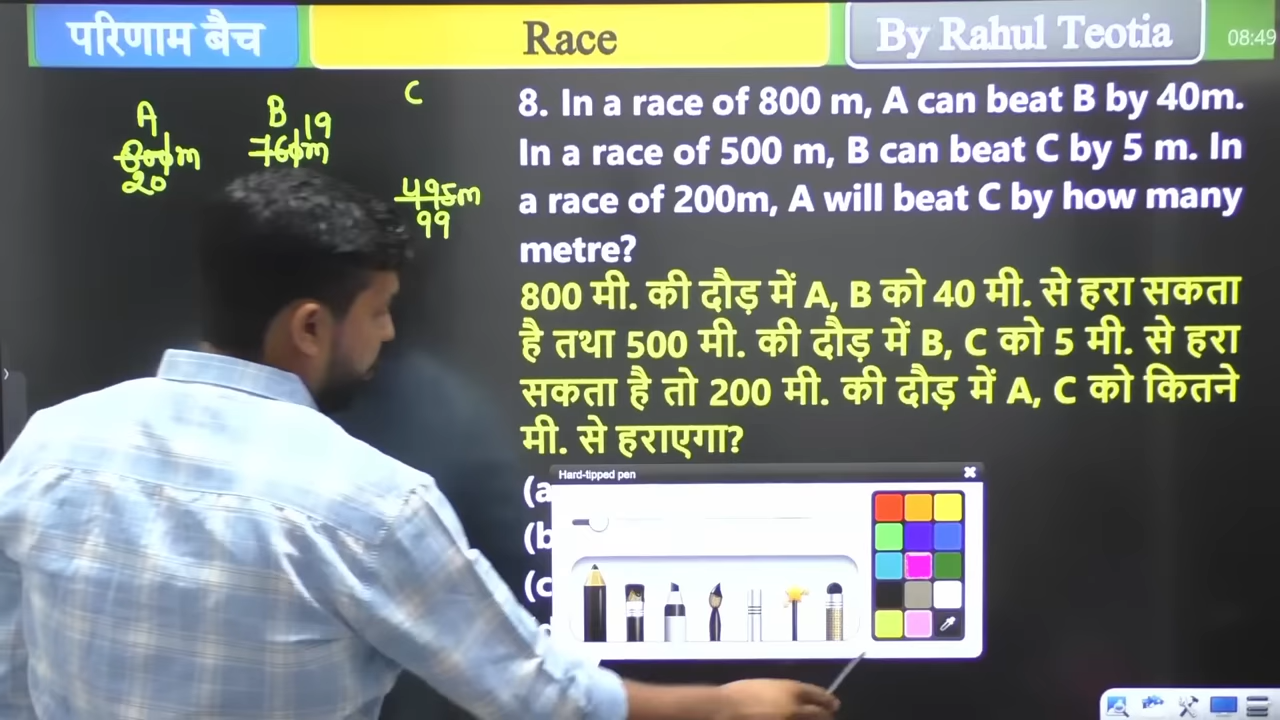 परिणाम बैच
Race
By Rahul Teotia
08:49
A
B
C
19
800m
760m
20
495m
99
8. In a race of 800 m, A can beat B by 40m.
In a race of 500 m, B can beat C by 5 m. In
a race of 200m, A will beat C by how many
metre?
800 मी. की दौड़ में A, B को 40 मी. से हरा सकता
है तथा 500 मी. की दौड़ में B, C को 5 मी. से हरा
सकता है तो 200 मी. की दौड़ में A, C को कितने
मी. से हराएगा?
Hard-tipped pen
(a
(b
(c